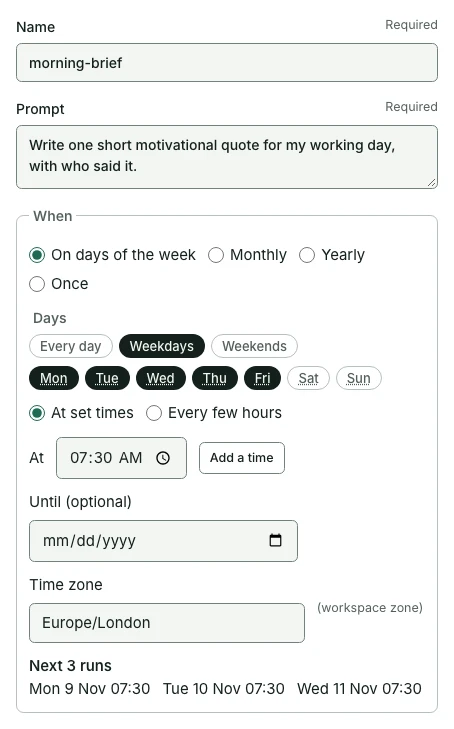 Name Required
morning-brief
Prompt Required
Write one short motivational quote for my working day,
with who said it.
When
On days of the week Monthly Yearly
Once
Days
Every day Weekdays Weekends
Mon Tue Wed Thu Fri Sat Sun
At set times Every few hours
At 07:30 AM Add a time
Until (optional)
mm/dd/yyyy
Time zone
Europe/London (workspace zone)
Next 3 runs
Mon 9 Nov 07:30 Tue 10 Nov 07:30 Wed 11 Nov 07:30